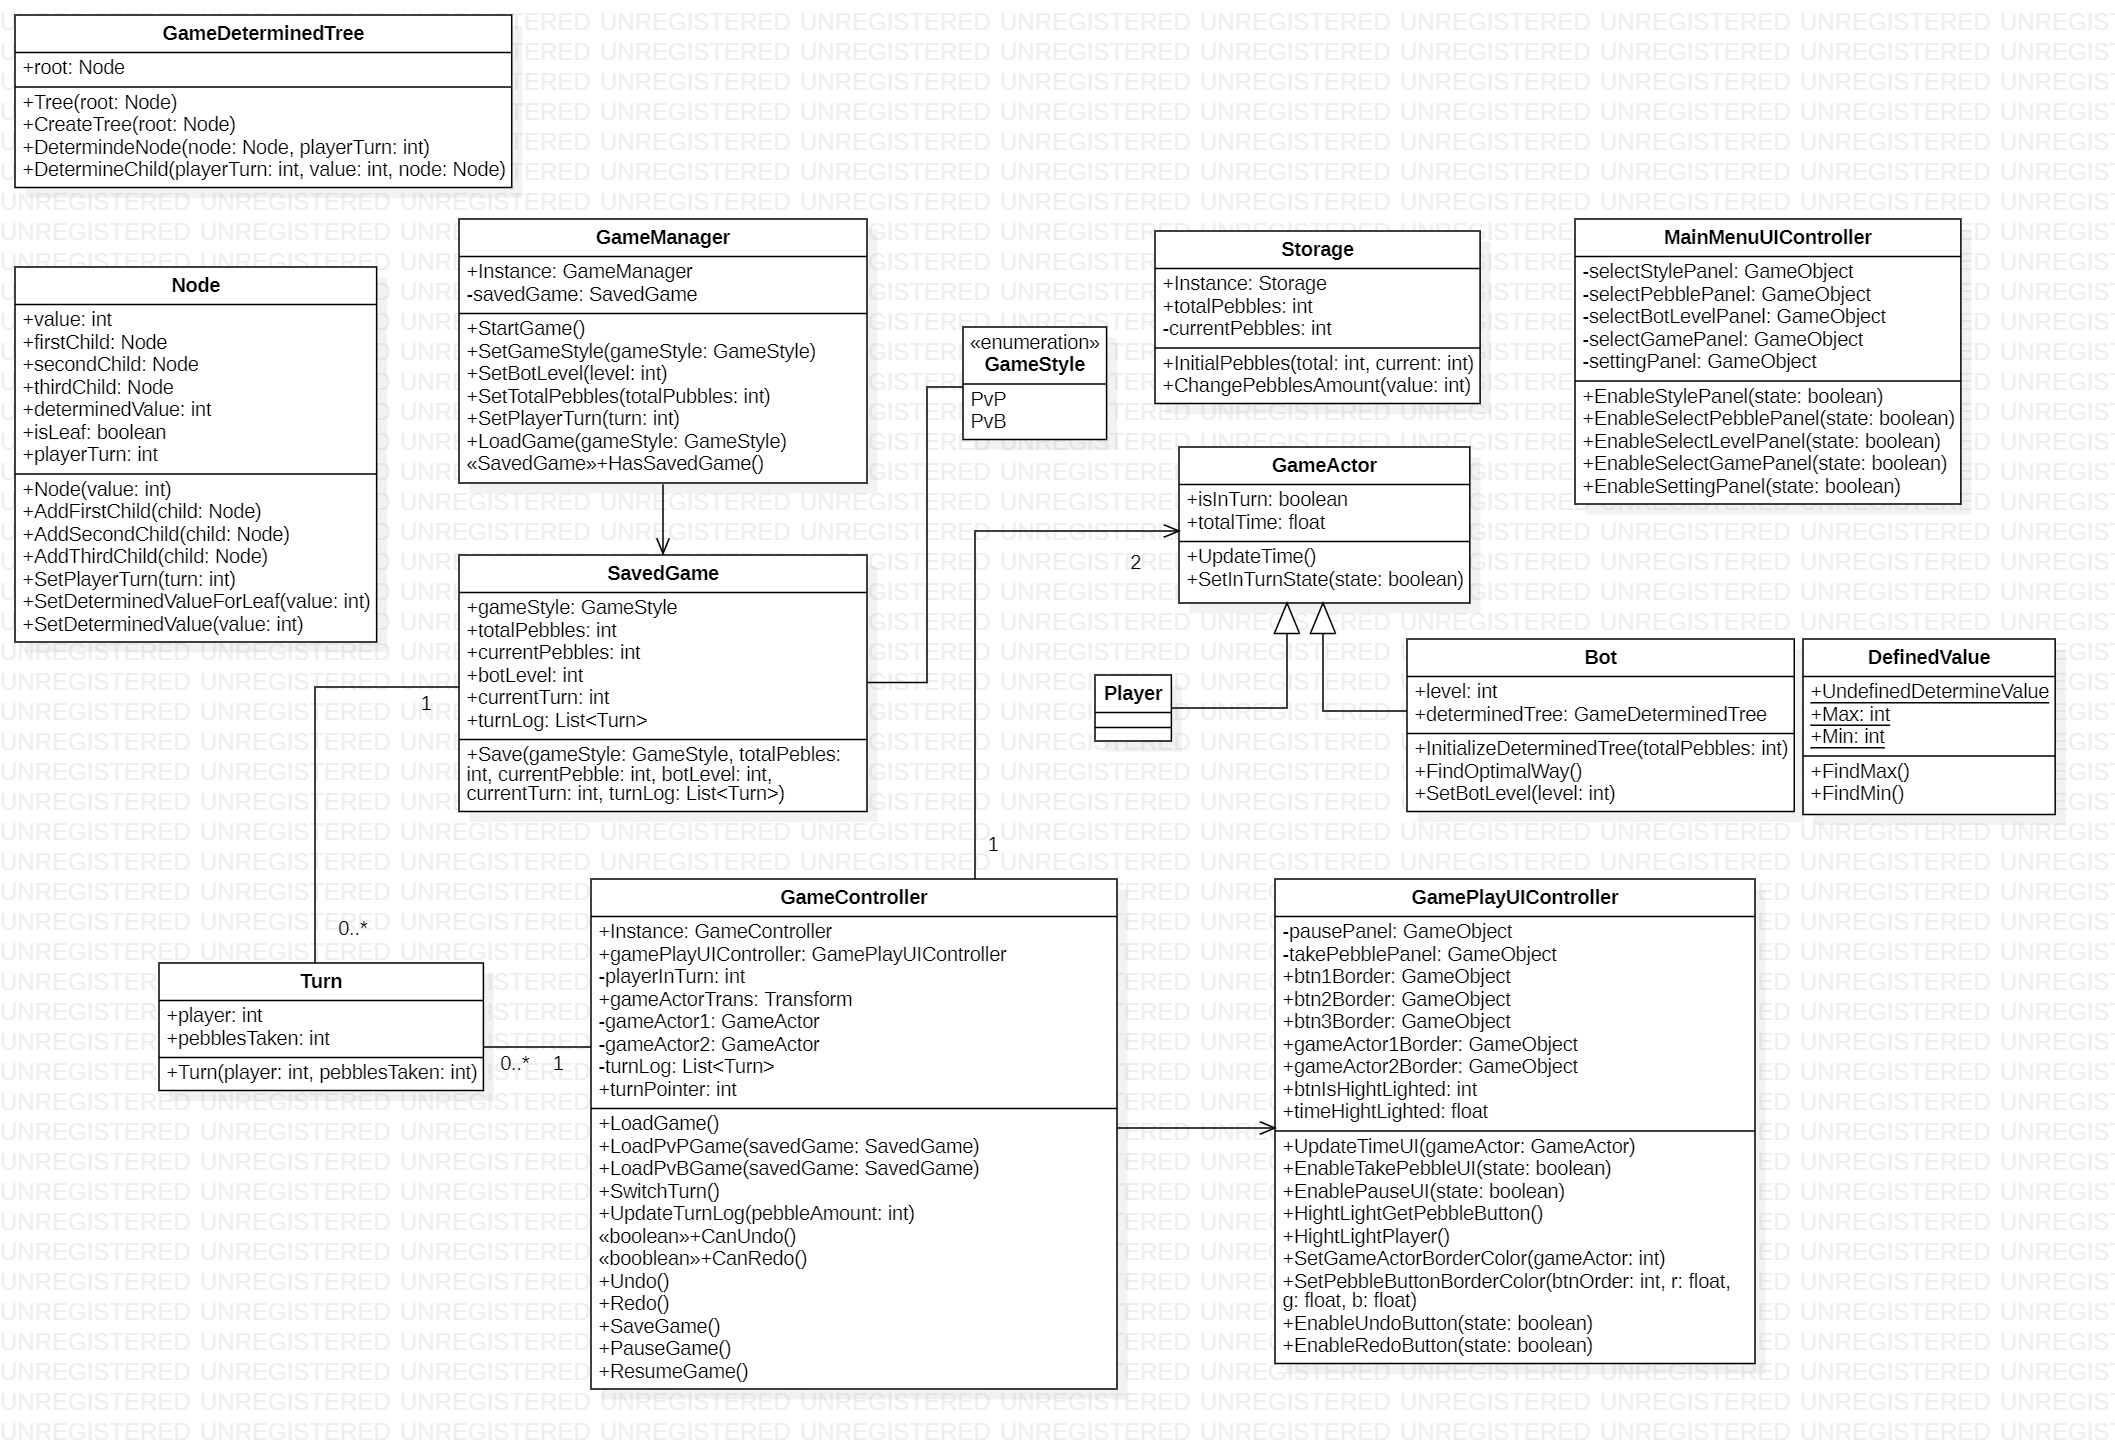 GameDeterminedTree
+root: Node
+Tree(root: Node)
+CreateTree(root: Node)
+DetermindeNode(node: Node, playerTurn: int)
+DetermineChild(playerTurn: int, value: int, node: Node)
Node
+value: int
+firstChild: Node
+secondChild: Node
+thirdChild: Node
+determinedValue: int
+isLeaf: boolean
+playerTurn: int
+Node(value: int)
+AddFirstChild(child: Node)
+AddSecondChild(child: Node)
+AddThirdChild(child: Node)
+SetPlayerTurn(turn: int)
+SetDeterminedValueForLeaf(value: int)
+SetDeterminedValue(value: int)
GameManager
+Instance: GameManager
-savedGame: SavedGame
+StartGame()
+SetGameStyle(gameStyle: GameStyle)
+SetBotLevel(level: int)
+SetTotalPebbles(totalPubbles: int)
+SetPlayerTurn(turn: int)
+LoadGame(gameStyle: GameStyle)
«SavedGame»+HasSavedGame()
«enumeration»
GameStyle
PvP
PvB
Storage
+Instance: Storage
+totalPebbles: int
-currentPebbles: int
+InitialPebbles(total: int, current: int)
+ChangePebblesAmount(value: int)
MainMenuUIController
-selectStylePanel: GameObject
-selectPebblePanel: GameObject
-selectBotLevelPanel: GameObject
-selectGamePanel: GameObject
-settingPanel: GameObject
+EnableStylePanel(state: boolean)
+EnableSelectPebblePanel(state: boolean)
+EnableSelectLevelPanel(state: boolean)
+EnableSelectGamePanel(state: boolean)
+EnableSettingPanel(state: boolean)
GameActor
+isInTurn: boolean
+totalTime: float
+UpdateTime()
+SetInTurnState(state: boolean)
2
SavedGame
+gameStyle: GameStyle
+totalPebbles: int
+currentPebbles: int
+botLevel: int
+currentTurn: int
+turnLog: List<Turn>
+Save(gameStyle: GameStyle, totalPebles:
int, currentPebble: int, botLevel: int,
currentTurn: int, turnLog: List<Turn>)
1
Player
Bot
+level: int
+determinedTree: GameDeterminedTree
+InitializeDeterminedTree(totalPebbles: int)
+FindOptimalWay()
+SetBotLevel(level: int)
DefinedValue
+UndefinedDetermineValue
+Max: int
+Min: int
+FindMax()
+FindMin()
1
0..*
Turn
+player: int
+pebblesTaken: int
+Turn(player: int, pebblesTaken: int)
0..*
1
GameController
+Instance: GameController
+gamePlayUIController: GamePlayUIController
-playerInTurn: int
+gameActorTrans: Transform
-gameActor1: GameActor
-gameActor2: GameActor
-turnLog: List<Turn>
+turnPointer: int
+LoadGame()
+LoadPvPGame(savedGame: SavedGame)
+LoadPvBGame(savedGame: SavedGame)
+SwitchTurn()
+UpdateTurnLog(pebbleAmount: int)
«boolean»+CanUndo()
«booblean»+CanRedo()
+Undo()
+Redo()
+SaveGame()
+PauseGame()
+ResumeGame()
GamePlayUIController
-pausePanel: GameObject
-takePebblePanel: GameObject
+btn1Border: GameObject
+btn2Border: GameObject
+btn3Border: GameObject
+gameActor1Border: GameObject
+gameActor2Border: GameObject
+btnIsHightLighted: int
+timeHightLighted: float
+UpdateTimeUI(gameActor: GameActor)
+EnableTakePebbleUI(state: boolean)
+EnablePauseUI(state: boolean)
+HightLightGetPebbleButton()
+HightLightPlayer()
+SetGameActorBorderColor(gameActor: int)
+SetPebbleButtonBorderColor(btnOrder: int, r: float,
g: float, b: float)
+EnableUndoButton(state: boolean)
+EnableRedoButton(state: boolean)